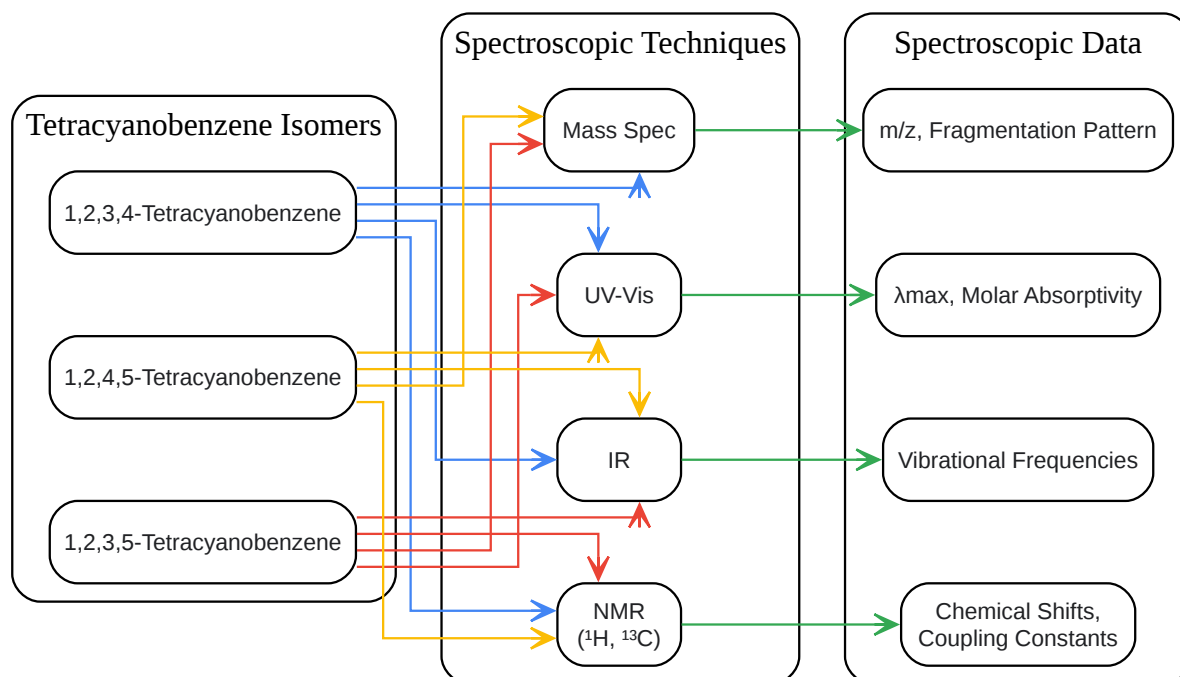 Tetracyanobenzene Isomers
1,2,3,4-Tetracyanobenzene
1,2,4,5-Tetracyanobenzene
1,2,3,5-Tetracyanobenzene
Spectroscopic Techniques
Mass Spec
UV-Vis
IR
NMR
(¹H, ¹³C)
Spectroscopic Data
m/z, Fragmentation Pattern
λmax, Molar Absorptivity
Vibrational Frequencies
Chemical Shifts,
Coupling Constants